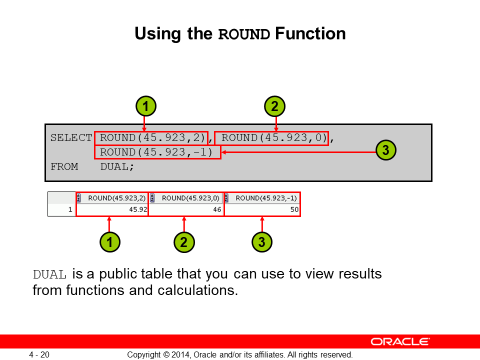 Using the ROUND Function
1 2
SELECT ROUND(45.923,2), ROUND(45.923,0),
ROUND(45.923,-1)
3
FROM DUAL;
ROUND(45.923,2) ROUND(45.923,0) ROUND(45.923,-1)
1 45.92 46 50
1 2 3
DUAL is a public table that you can use to view results
from functions and calculations.
ORACLE
4 - 20 Copyright © 2014, Oracle and/or its affiliates. All rights reserved.